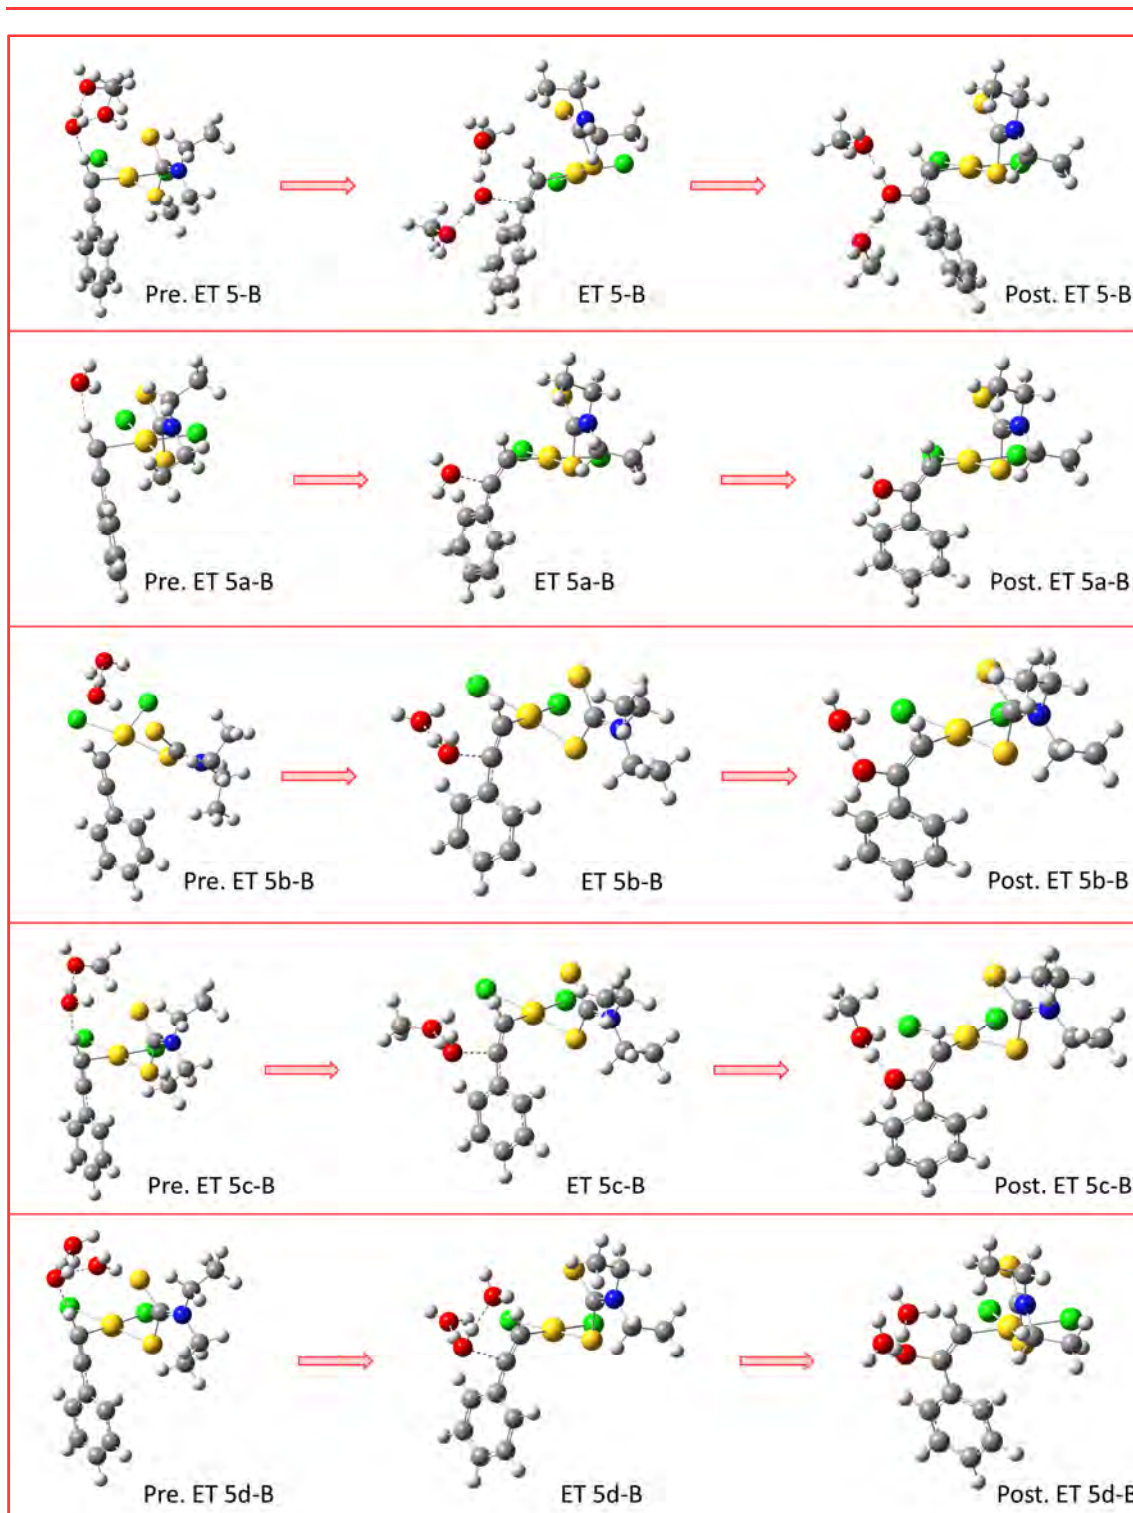 Pre. ET 5-B
ET 5-B
Post. ET 5-B
Pre. ET 5a-B
ET 5a-B
Post. ET 5a-B
Pre. ET 5b-B
ET 5b-B
Post. ET 5b-B
Pre. ET 5c-B
ET 5c-B
Post. ET 5c-B
Pre. ET 5d-B
ET 5d-B
Post. ET 5d-B